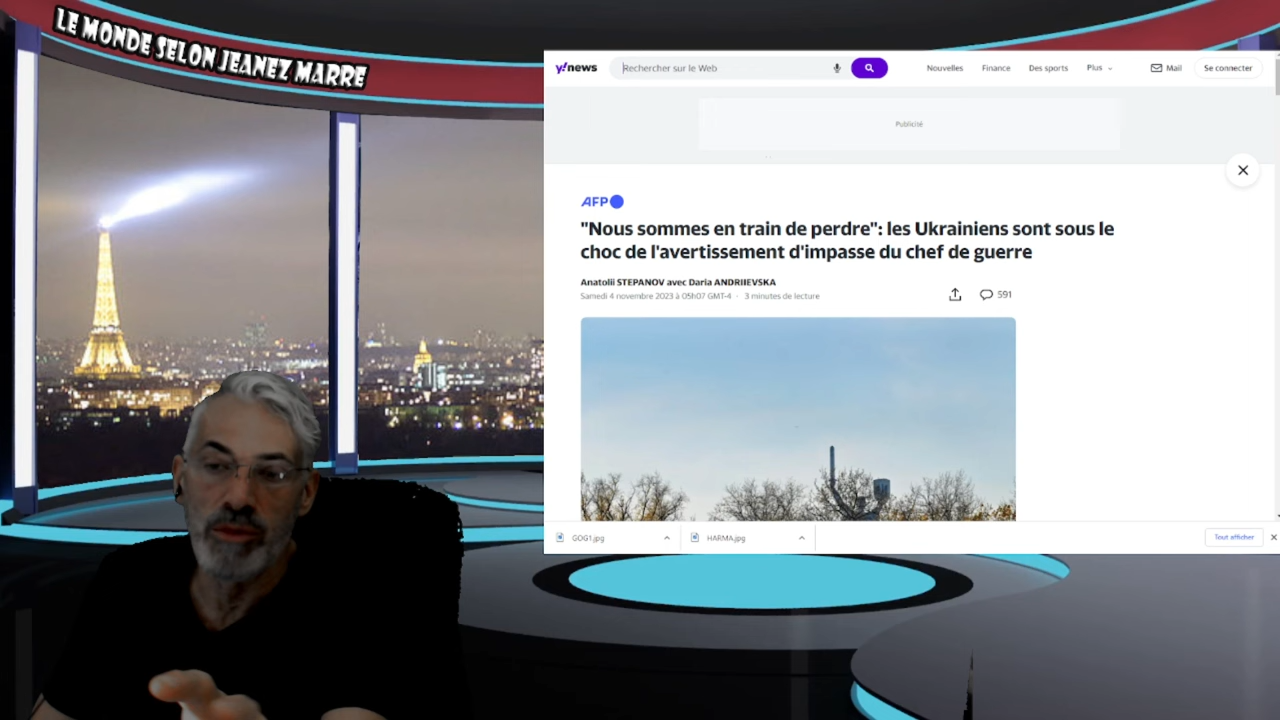 LE MONDE SELON JEANEZ MARRE
y!news
Rechercher sur le Web
Nouvelles
Finance
Des sports
Plus
Mail
Se connecter
Publicité
AFP
"Nous sommes en train de perdre": les Ukrainiens sont sous le
choc de l'avertissement d'impasse du chef de guerre
Anatolii STEPANOV avec Daria ANDRIIEVSKA
Samedi 4 novembre 2023 à 05h07 GMT-4 · 3 minutes de lecture
591
GOG1.jpg
HARMA.jpg
Tout afficher